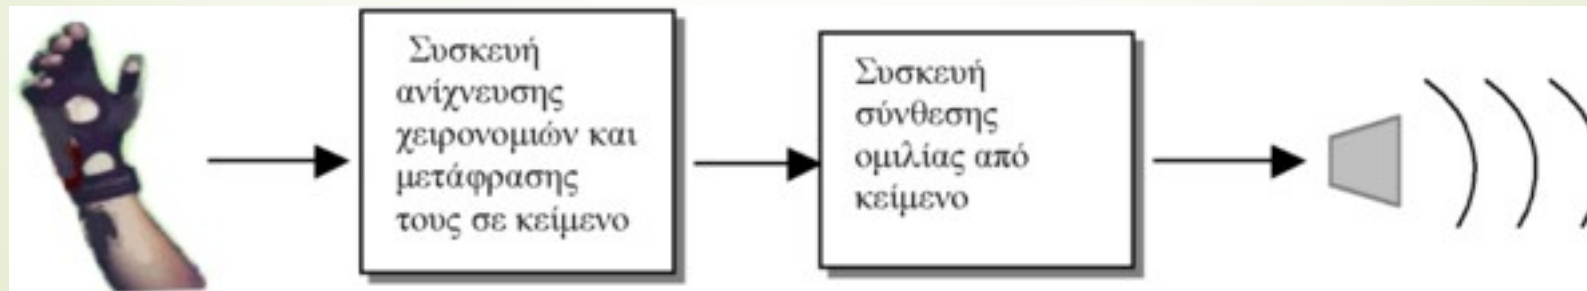 Συσκευή
ανίχνευσης
χειρονομιών και
μετάφρασης
τους σε κείμενο
Συσκευή
σύνθεσης
ομιλίας από
κείμενο